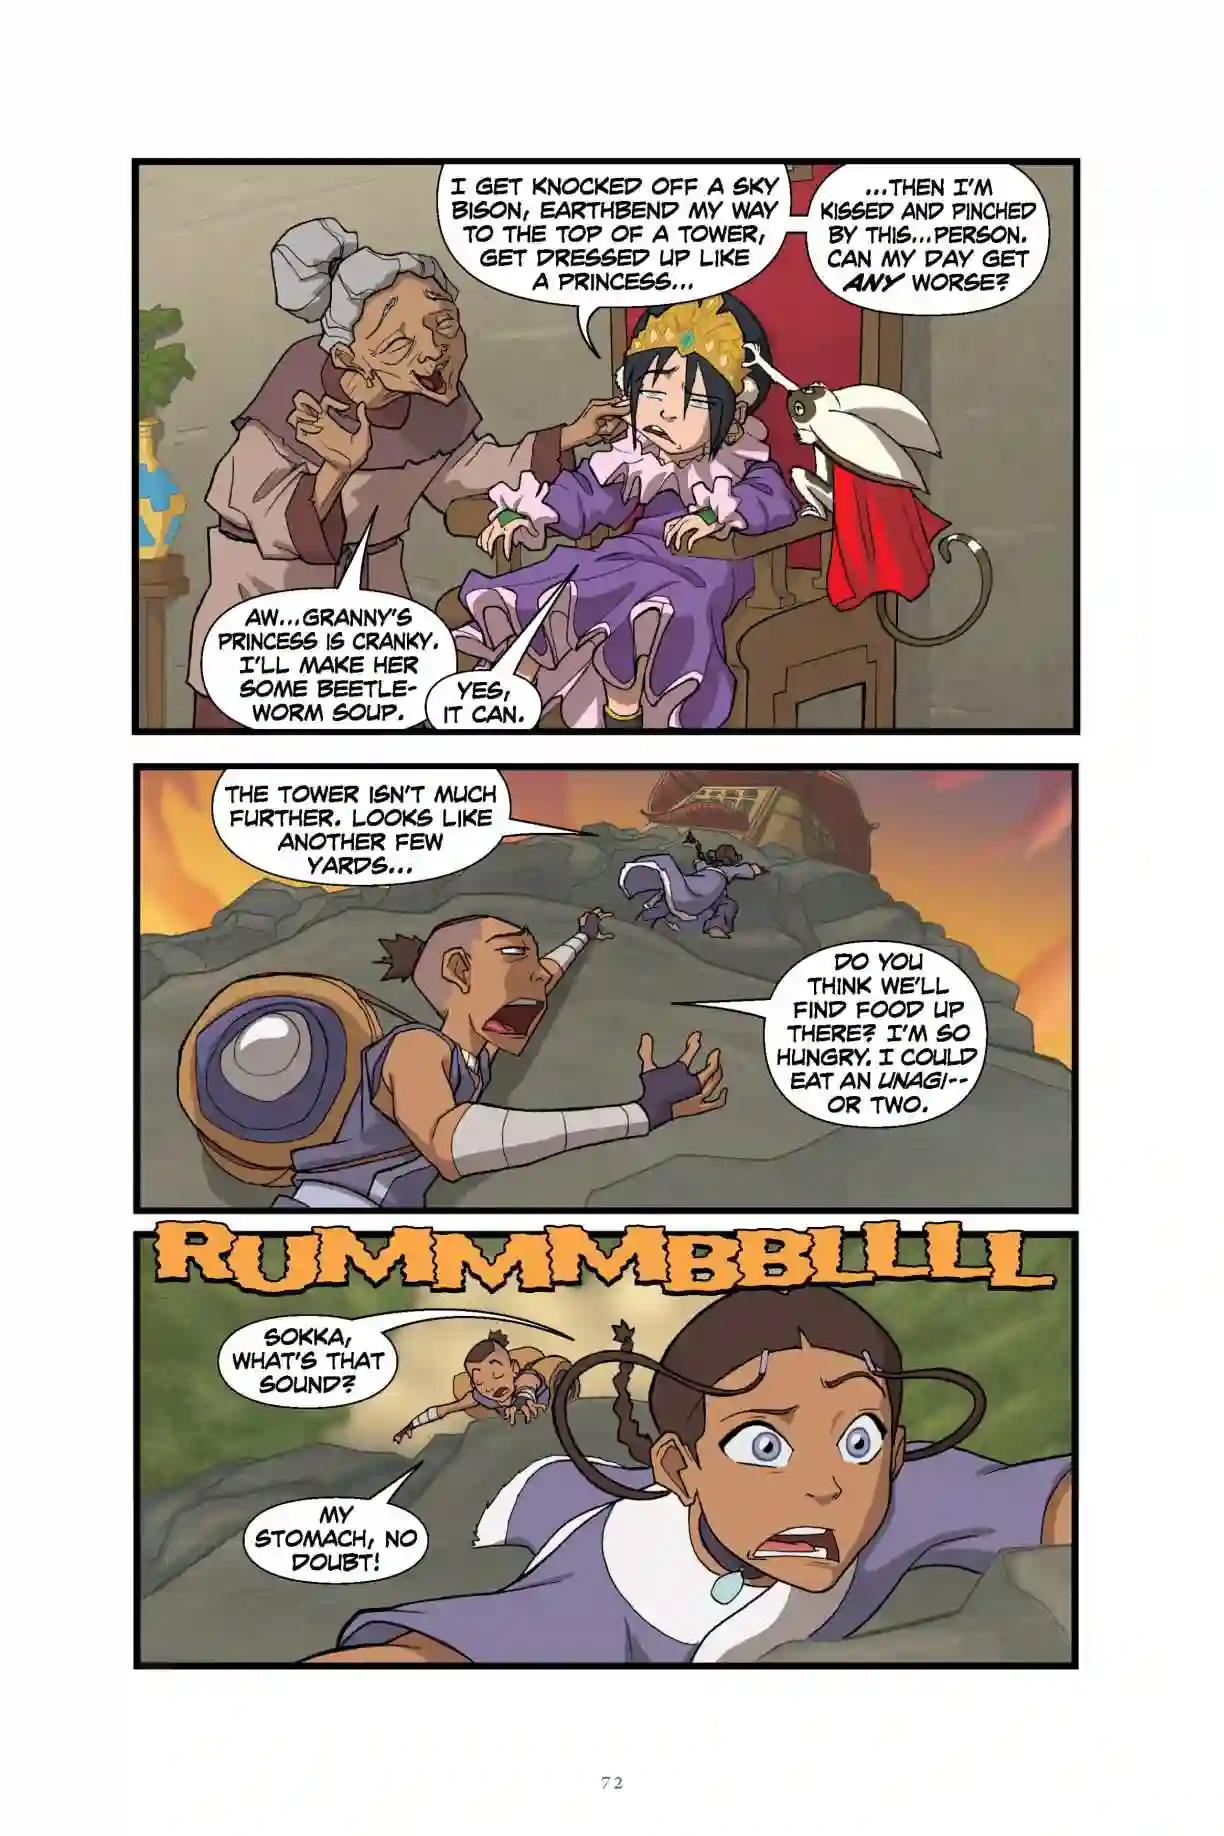 I GET KNOCKED OFF A SKY
BISON, EARTHBEND MY WAY
TO THE TOP OF A TOWER,
GET DRESSED UP LIKE
A PRINCESS...
...THEN I'M
KISSED AND PINCHED
BY THIS...PERSON.
CAN MY DAY GET
ANY WORSE?
AW...GRANNY'S
PRINCESS IS CRANKY.
I'LL MAKE HER
SOME BEETLE-
WORM SOUP.
YES,
IT CAN.
THE TOWER ISN'T MUCH
FURTHER. LOOKS LIKE
ANOTHER FEW
YARDS...
DO YOU
THINK WE'LL
FIND FOOD UP
THERE? I'M SO
HUNGRY. I COULD
EAT AN UNAGI--
OR TWO.
RUMMMBBLLLL
SOKKA,
WHAT'S THAT
SOUND?
MY
STOMACH, NO
DOUBT!
72